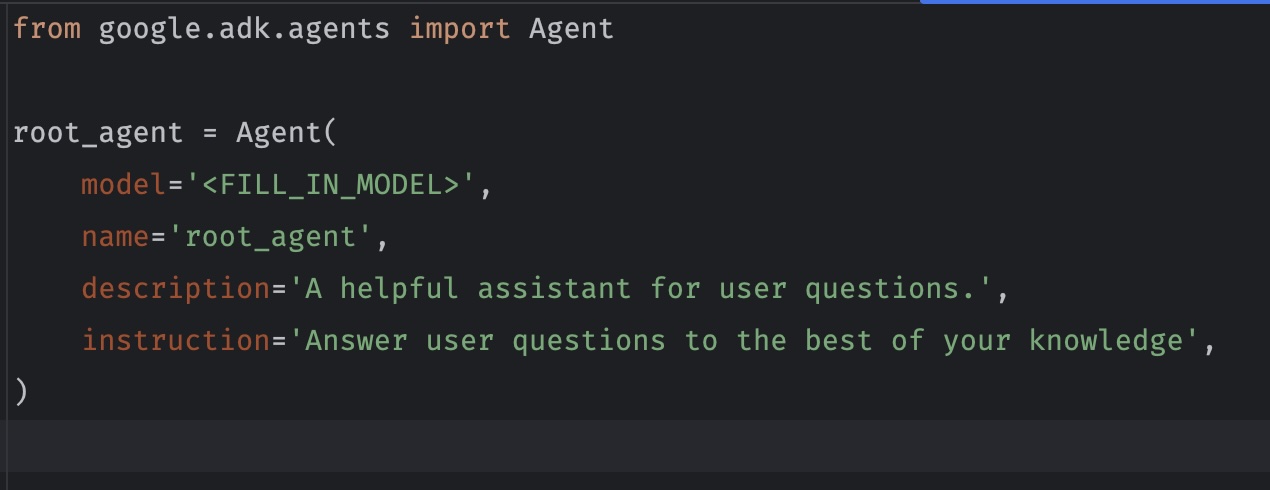 from google.adk.agents import Agent
root_agent = Agent(
    model='<FILL_IN_MODEL>',
    name='root_agent',
    description='A helpful assistant for user questions.',
    instruction='Answer user questions to the best of your knowledge',
)